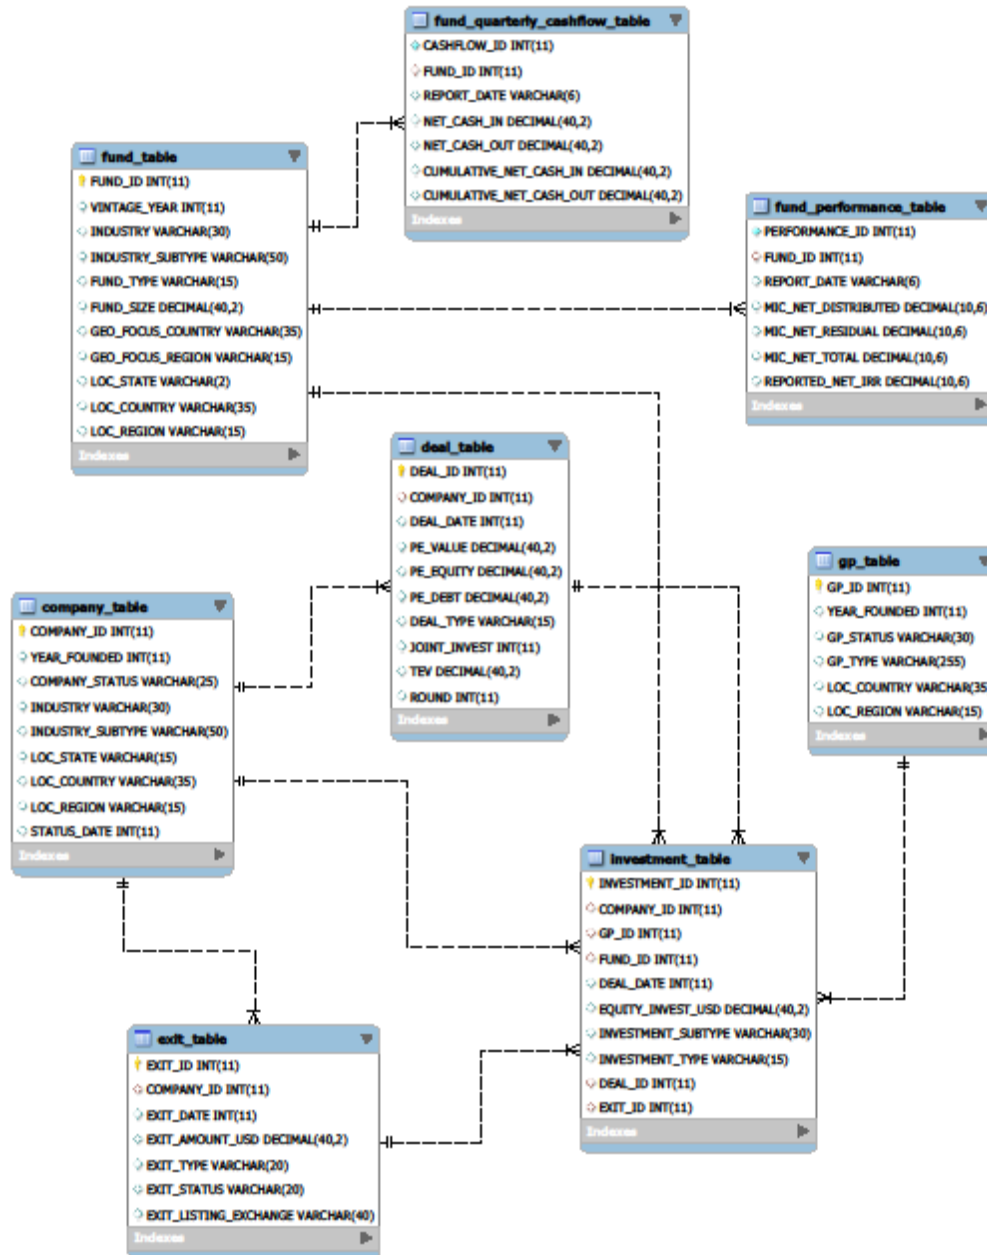 fund_quarterly_cashflow_table
CASHFLOW_ID INT(11)
FUND_ID INT(11)
REPORT_DATE VARCHAR(6)
NET_CASH_IN DECIMAL(40,2)
NET_CASH_OUT DECIMAL(40,2)
CUMULATIVE_NET_CASH_IN DECIMAL(40,2)
CUMULATIVE_NET_CASH_OUT DECIMAL(40,2)
Indexes
fund_table
FUND_ID INT(11)
VINTAGE_YEAR INT(11)
INDUSTRY VARCHAR(30)
INDUSTRY_SUBTYPE VARCHAR(50)
FUND_TYPE VARCHAR(15)
FUND_SIZE DECIMAL(40,2)
GEO_FOCUS_COUNTRY VARCHAR(35)
GEO_FOCUS_REGION VARCHAR(15)
LOC_STATE VARCHAR(2)
LOC_COUNTRY VARCHAR(35)
LOC_REGION VARCHAR(15)
Indexes
fund_performance_table
PERFORMANCE_ID INT(11)
FUND_ID INT(11)
REPORT_DATE VARCHAR(6)
MIC_NET_DISTRIBUTED DECIMAL(10,6)
MIC_NET_RESIDUAL DECIMAL(10,6)
MIC_NET_TOTAL DECIMAL(10,6)
REPORTED_NET_IRR DECIMAL(10,6)
Indexes
deal_table
DEAL_ID INT(11)
COMPANY_ID INT(11)
DEAL_DATE INT(11)
PE_VALUE DECIMAL(40,2)
PE_EQUITY DECIMAL(40,2)
PE_DEBT DECIMAL(40,2)
DEAL_TYPE VARCHAR(15)
JOINT_INVEST INT(11)
TEV DECIMAL(40,2)
ROUND INT(11)
Indexes
gp_table
GP_ID INT(11)
YEAR_FOUNDED INT(11)
GP_STATUS VARCHAR(30)
GP_TYPE VARCHAR(255)
LOC_COUNTRY VARCHAR(35
LOC_REGION VARCHAR(15)
Indexes
company_table
COMPANY_ID INT(11)
YEAR_FOUNDED INT(11)
COMPANY_STATUS VARCHAR(25)
INDUSTRY VARCHAR(30)
INDUSTRY_SUBTYPE VARCHAR(50)
LOC_STATE VARCHAR(15)
LOC_COUNTRY VARCHAR(35)
LOC_REGION VARCHAR(15)
STATUS_DATE INT(11)
Indexes
investment_table
INVESTMENT_ID INT(11)
COMPANY_ID INT(11)
GP_ID INT(11)
FUND_ID INT(11)
DEAL_DATE INT(11)
EQUITY_INVEST_USD DECIMAL(40,2)
INVESTMENT_SUBTYPE VARCHAR(30)
INVESTMENT_TYPE VARCHAR(15)
DEAL_ID INT(11)
EXIT_ID INT(11)
Indexes
exit_table
EXIT_ID INT(11)
COMPANY_ID INT(11)
EXIT_DATE INT(11)
EXIT_AMOUNT_USD DECIMAL(40,2)
EXIT_TYPE VARCHAR(20)
EXIT_STATUS VARCHAR(20)
EXIT_LISTING_EXCHANGE VARCHAR(40)
Indexes